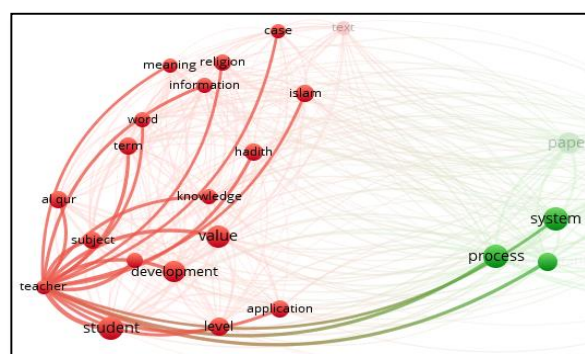 case
text
meaning
religion
information
islam
word
term
hadith
pape
al qur
knowledge
system
subject
value
process
development
teacher
application
student
level